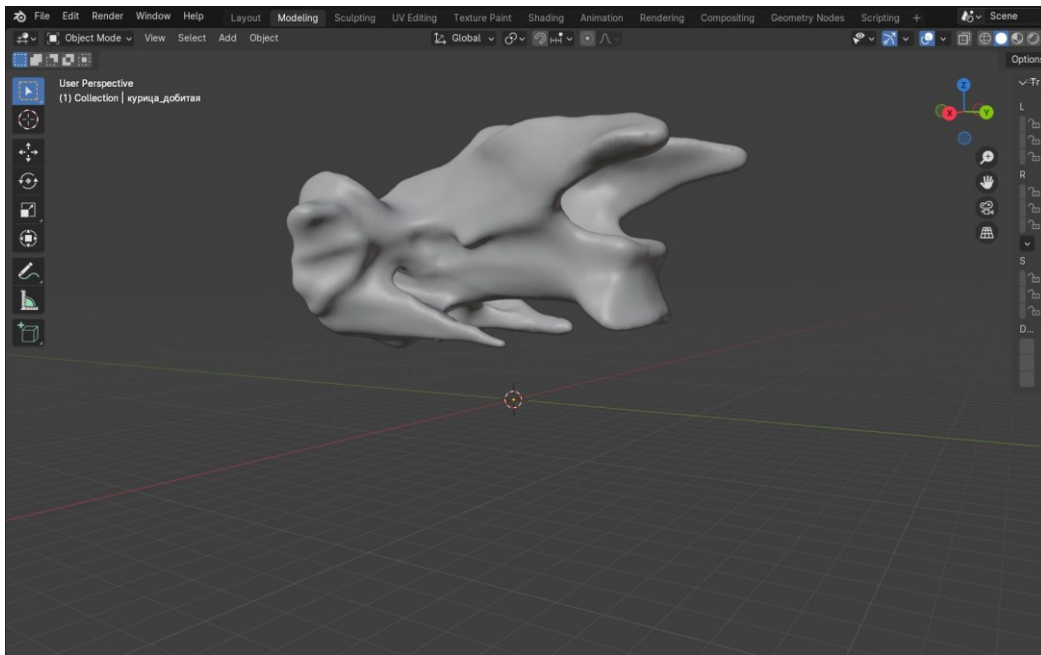 File Edit Render Window Help Layout Modeling Sculpting UV Editing Texture Paint Shading Animation Rendering Compositing Geometry Nodes Scripting + Scene
Object Mode View Select Add Object Global
Options
User Perspective
(1) Collection | курица_добитая
Tr
Z
X
Y
L
R
S
D...